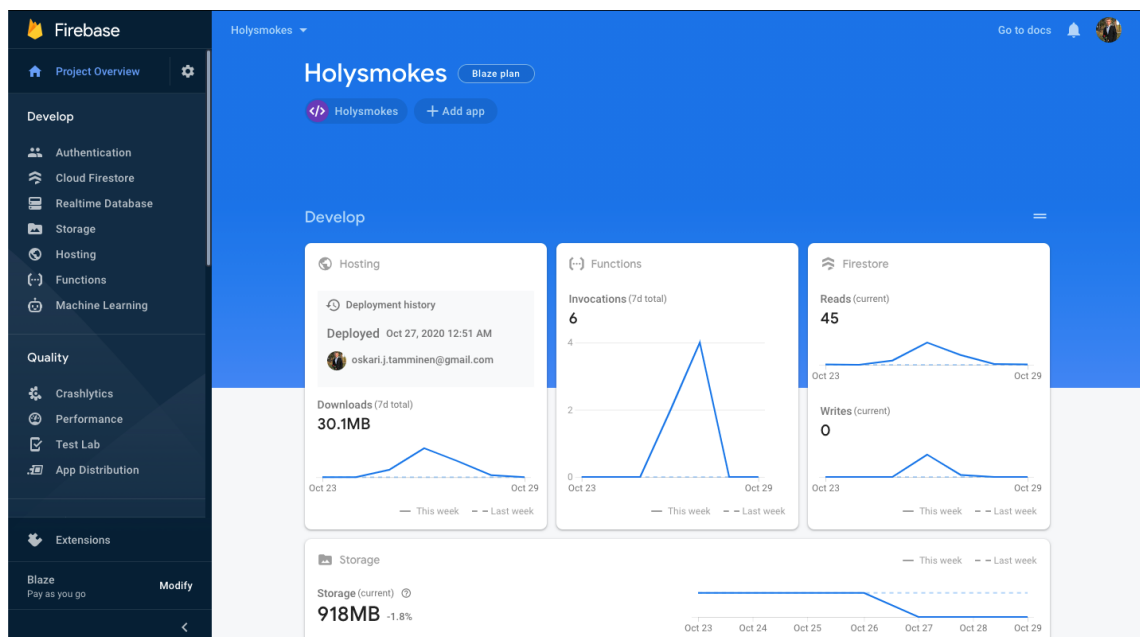 Firebase
Project Overview
Develop
Authentication
Cloud Firestore
Realtime Database
Storage
Hosting
Functions
Machine Learning
Quality
Crashlytics
Performance
Test Lab
App Distribution
Extensions
Blaze
Pay as you go
Modify
Holysmokes
Go to docs
Holysmokes
Blaze plan
Holysmokes
+ Add app
Develop
Hosting
Deployment history
Deployed Oct 27, 2020 12:51 AM
oskari.j.tamminen@gmail.com
Downloads (7d total)
30.1MB
Oct 23 Oct 29
This week Last week
Functions
Invocations (7d total)
6
4
2
0
Oct 23 Oct 29
This week Last week
Firestore
Reads (current)
45
Oct 23 Oct 29
Writes (current)
0
Oct 23 Oct 29
This week Last week
Storage
This week Last week
Storage (current)
918MB -1.8%
Oct 23 Oct 24 Oct 25 Oct 26 Oct 27 Oct 28 Oct 29